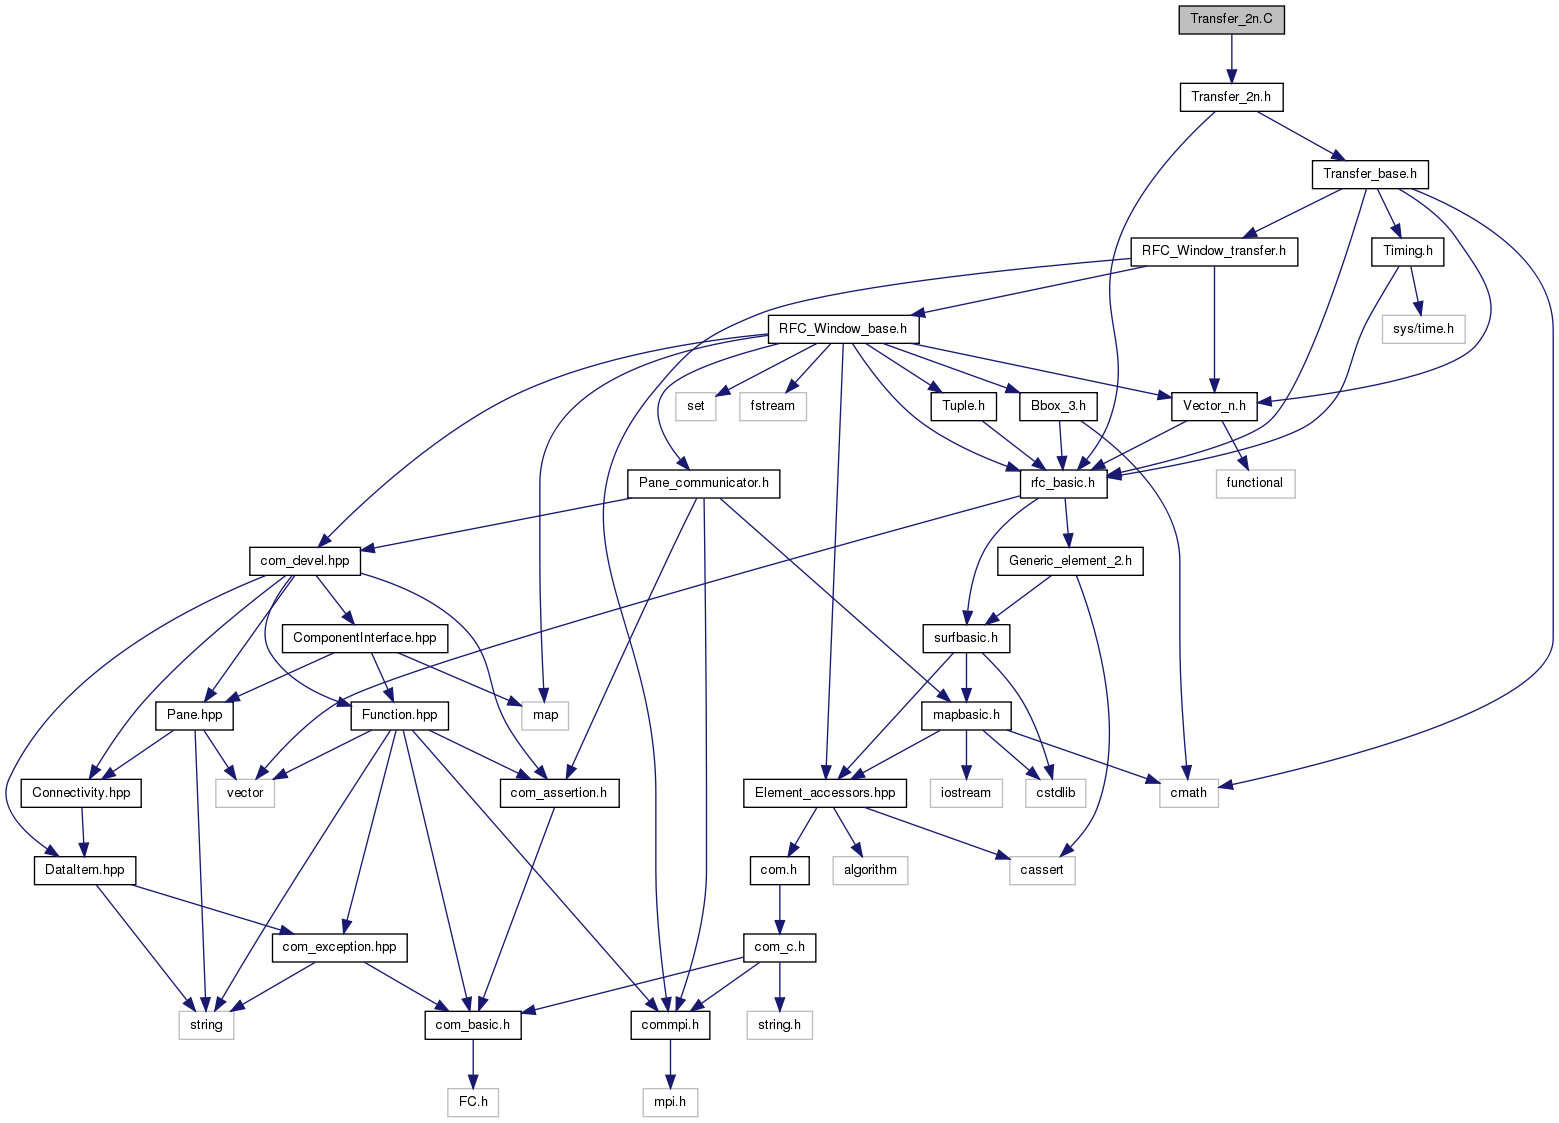 Transfer_2n.C
Transfer_2n.h
Transfer_base.h
RFC_Window_transfer.h
Timing.h
RFC_Window_base.h
sys/time.h
set
fstream
Tuple.h
Bbox_3.h
Vector_n.h
Pane_communicator.h
rfc_basic.h
functional
com_devel.hpp
Generic_element_2.h
ComponentInterface.hpp
surfbasic.h
Pane.hpp
Function.hpp
map
mapbasic.h
Connectivity.hpp
vector
com_assertion.h
Element_accessors.hpp
iostream
cstdlib
cmath
DataItem.hpp
com.h
algorithm
cassert
com_exception.hpp
com_c.h
string
com_basic.h
commpi.h
string.h
FC.h
mpi.h